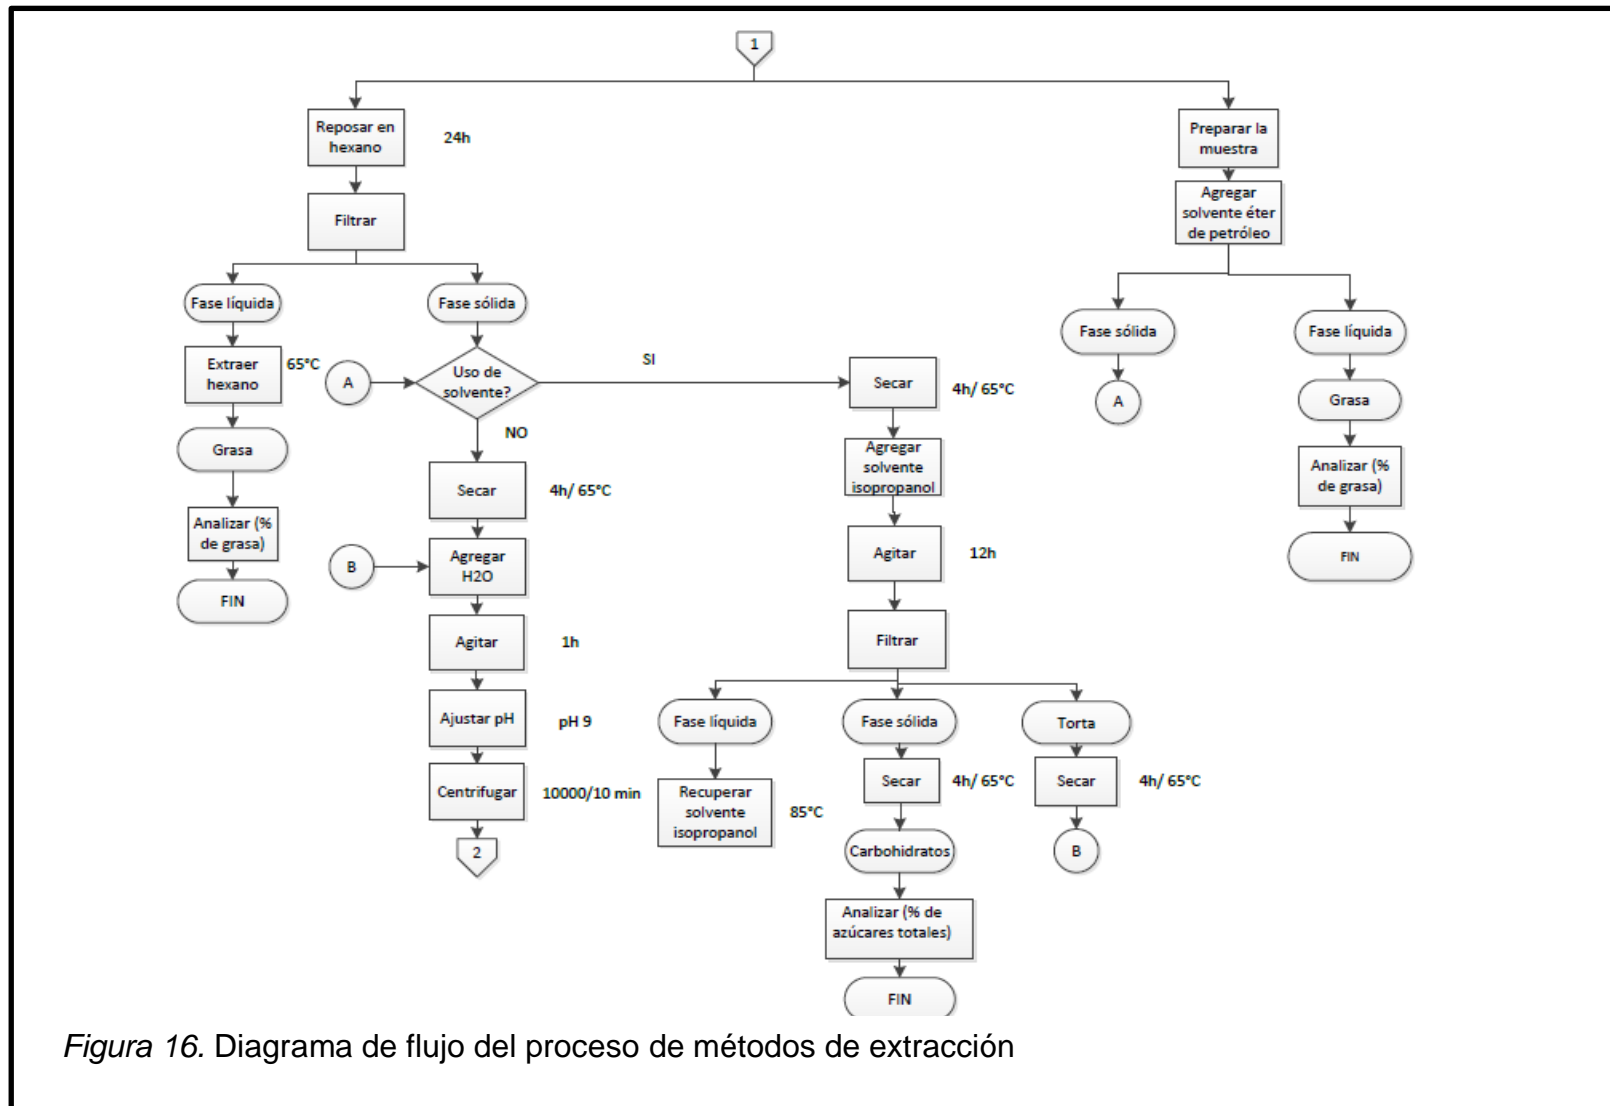 1
Reposar en
hexano
24h
Preparar la
muestra
Filtrar
Agregar
solvente éter
de petróleo
Fase líquida
Fase sólida
Fase sólida
Fase líquida
Extraer
hexano
65°C
A
Uso de
solvente?
SI
Secar
4h/ 65°C
A
Grasa
Grasa
NO
Agregar
solvente
isopropanol
Analizar (%
de grasa)
Secar
4h/ 65°C
Analizar (%
de grasa)
B
Agregar
H2O
Agitar
12h
FIN
FIN
Agitar
1h
Filtrar
Ajustar pH
pH 9
Fase líquida
Fase sólida
Torta
Centrifugar
10000/10 min
Recuperar
solvente
isopropanol
85°C
Secar
4h/ 65°C
Secar
4h/ 65°C
2
Carbohidratos
B
Analizar (% de
azúcares totales)
FIN
Figura 16. Diagrama de flujo del proceso de métodos de extracción